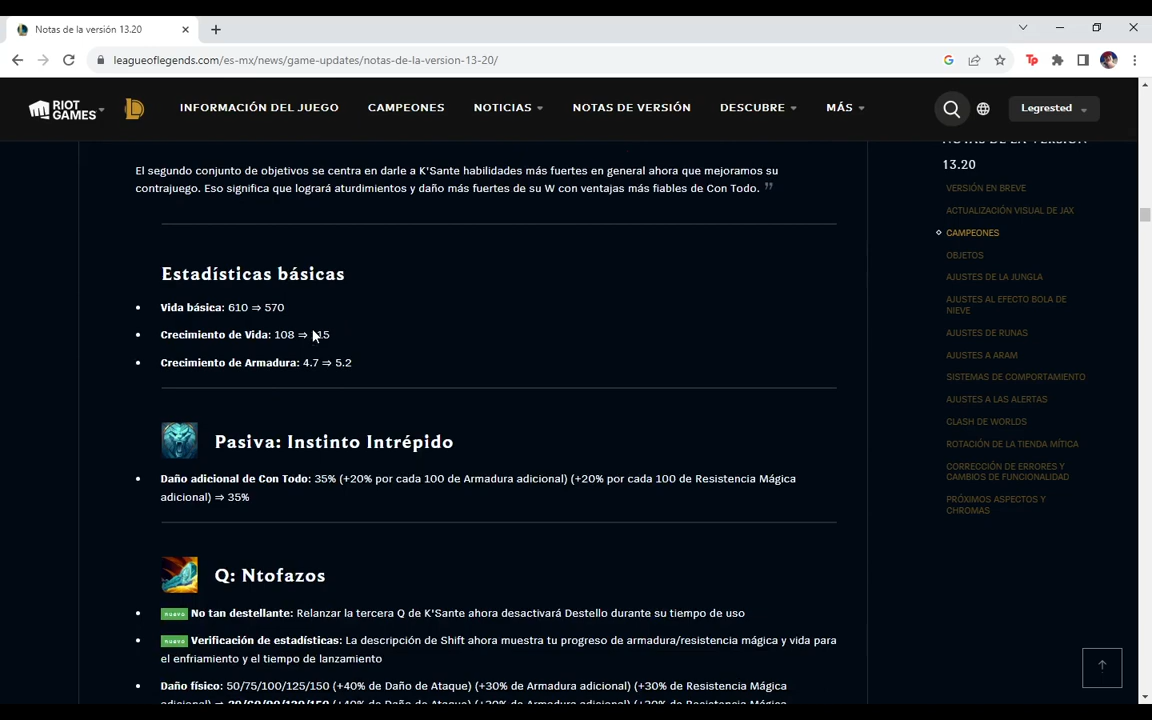 Notas de la versión 13.20
leagueoflegends.com/es-mx/news/game-updates/notas-de-la-version-13-20/
RIOT GAMES
INFORMACIÓN DEL JUEGO
CAMPEONES
NOTICIAS
NOTAS DE VERSIÓN
DESCUBRE
MÁS
Legrested
El segundo conjunto de objetivos se centra en darle a K'Sante habilidades más fuertes en general ahora que mejoramos su
contrajuego. Eso significa que logrará aturdimientos y daño más fuertes de su W con ventajas más fiables de Con Todo. ”
Estadísticas básicas
• Vida básica: 610 ⇒ 570
• Crecimiento de Vida: 108 ⇒ 
• Crecimiento de Armadura: 4.7 ⇒ 5.2
Pasiva: Instinto Intrépido
• Daño adicional de Con Todo: 35% (+20% por cada 100 de Armadura adicional) (+20% por cada 100 de Resistencia Mágica
adicional) ⇒ 35%
Q: Ntofazos
• NUEVO No tan destellante: Relanzar la tercera Q de K'Sante ahora desactivará Destello durante su tiempo de uso
• NUEVO Verificación de estadísticas: La descripción de Shift ahora muestra tu progreso de armadura/resistencia mágica y vida para
el enfriamiento y el tiempo de lanzamiento
• Daño físico: 50/75/100/125/150 (+40% de Daño de Ataque) (+30% de Armadura adicional) (+30% de Resistencia Mágica
NOTAS DE LA VERSIÓN
13.20
VERSIÓN EN BREVE
ACTUALIZACIÓN VISUAL DE JAX
CAMPEONES
OBJETOS
AJUSTES DE LA JUNGLA
AJUSTES AL EFECTO BOLA DE
NIEVE
AJUSTES DE RUNAS
AJUSTES A ARAM
SISTEMAS DE COMPORTAMIENTO
AJUSTES A LAS ALERTAS
CLASH DE WORLDS
ROTACIÓN DE LA TIENDA MÍTICA
CORRECCIÓN DE ERRORES Y
CAMBIOS DE FUNCIONALIDAD
PRÓXIMOS ASPECTOS Y
CHROMAS